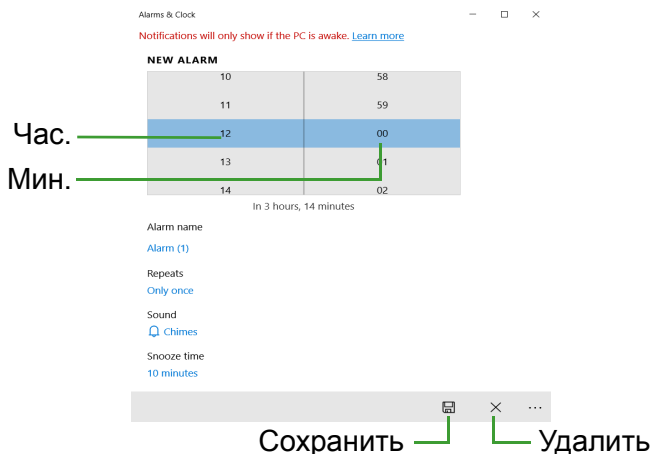 Alarms & Clock
Notifications will only show if the PC is awake. Learn more
NEW ALARM
10 58
11 59
Час. 12 00
13 01
Мин.
14 02
In 3 hours, 14 minutes
Alarm name
Alarm (1)
Repeats
Only once
Sound
Chimes
Snooze time
10 minutes
Сохранить Удалить